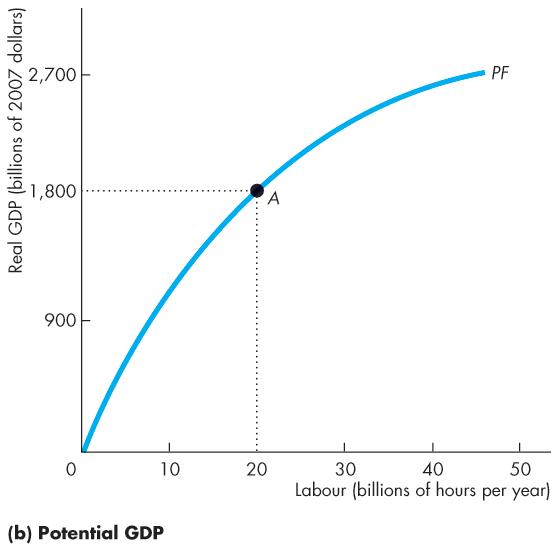 Real GDP (billions of 2007 dollars)
2,700
PF
1,800
A
900
0 10 20 30 40 50
Labour (billions of hours per year)
(b) Potential GDP